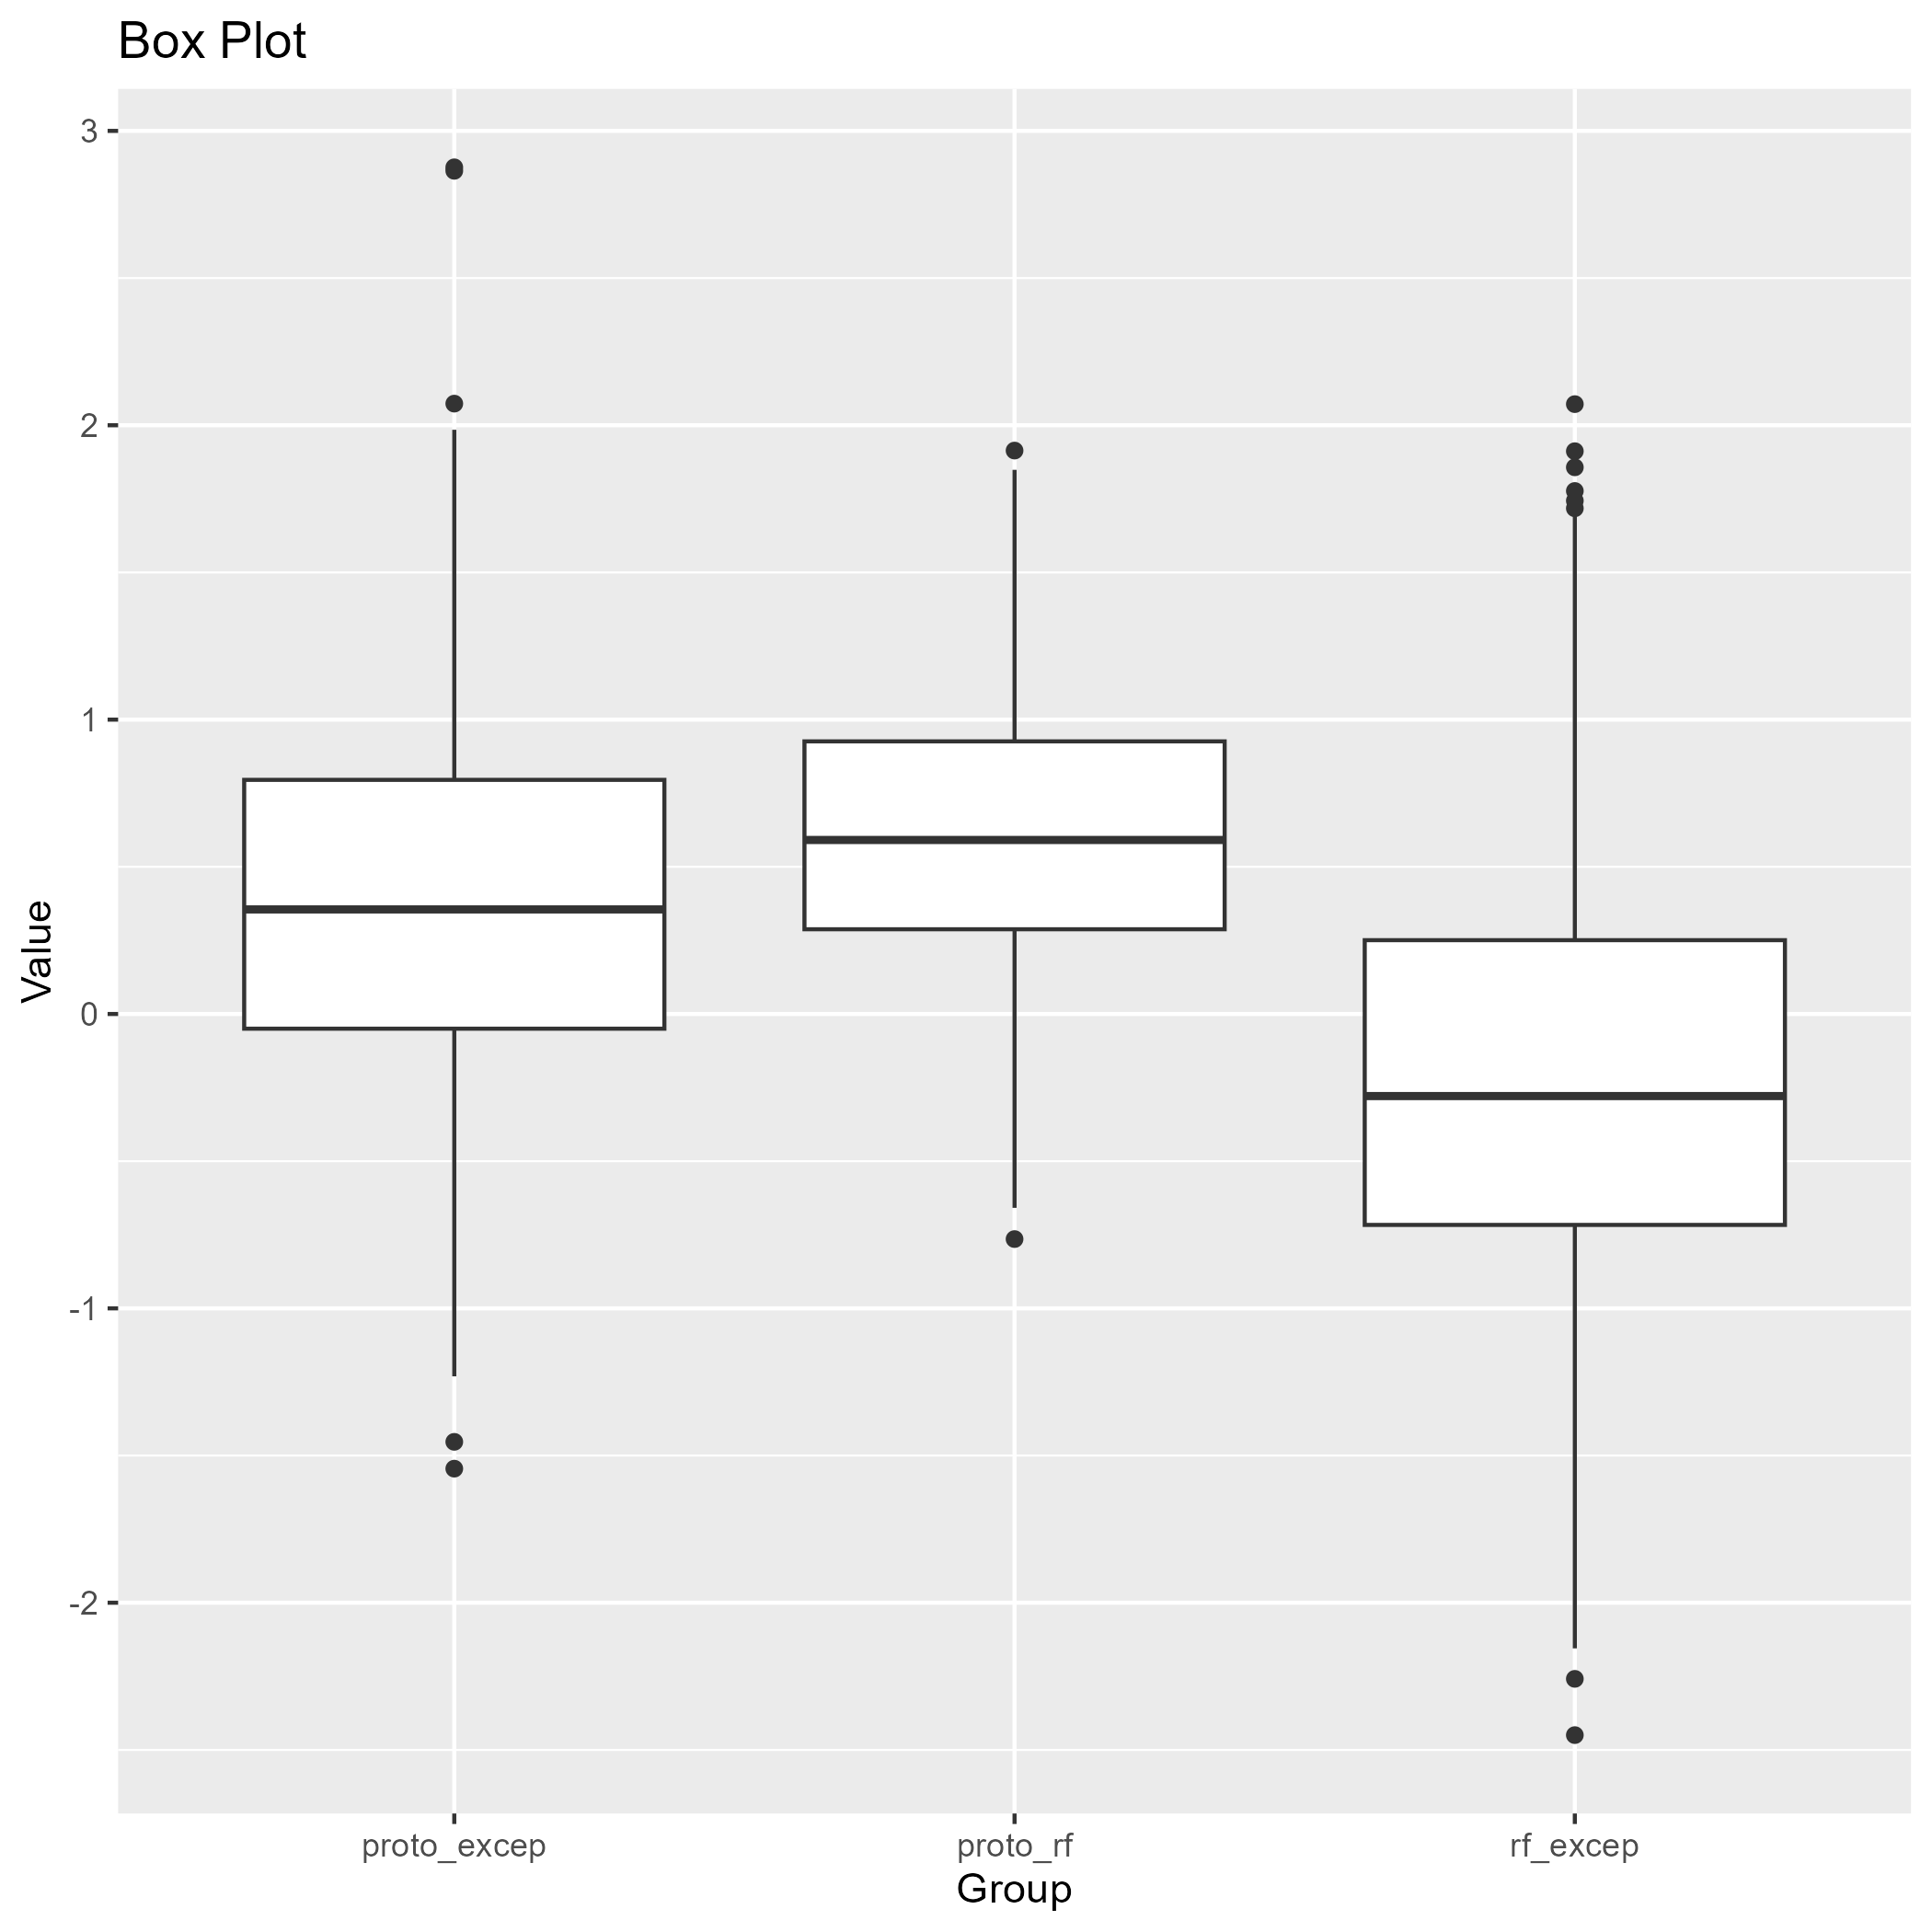 Box Plot
3
2
1
0
-1
-2
Value
proto_excep
proto_rf
rf_excep
Group